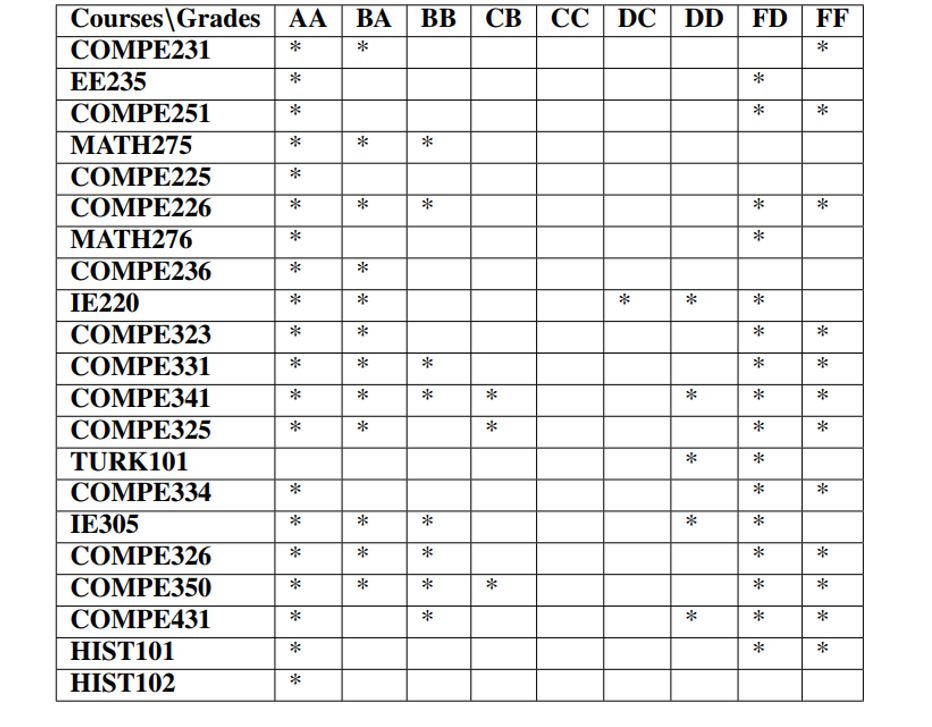 Courses\Grades AA BA BB CB CC DC DD FD FF
COMPE231 * * *
EE235 * *
COMPE251 * * *
MATH275 * * *
COMPE225 *
COMPE226 * * * * *
MATH276 * *
COMPE236 * *
IE220 * * * * *
COMPE323 * * * *
COMPE331 * * * * *
COMPE341 * * * * * * *
COMPE325 * * * * *
TURK101 * *
COMPE334 * * *
IE305 * * * * *
COMPE326 * * * * *
COMPE350 * * * * * *
COMPE431 * * * * *
HIST101 * * *
HIST102 *